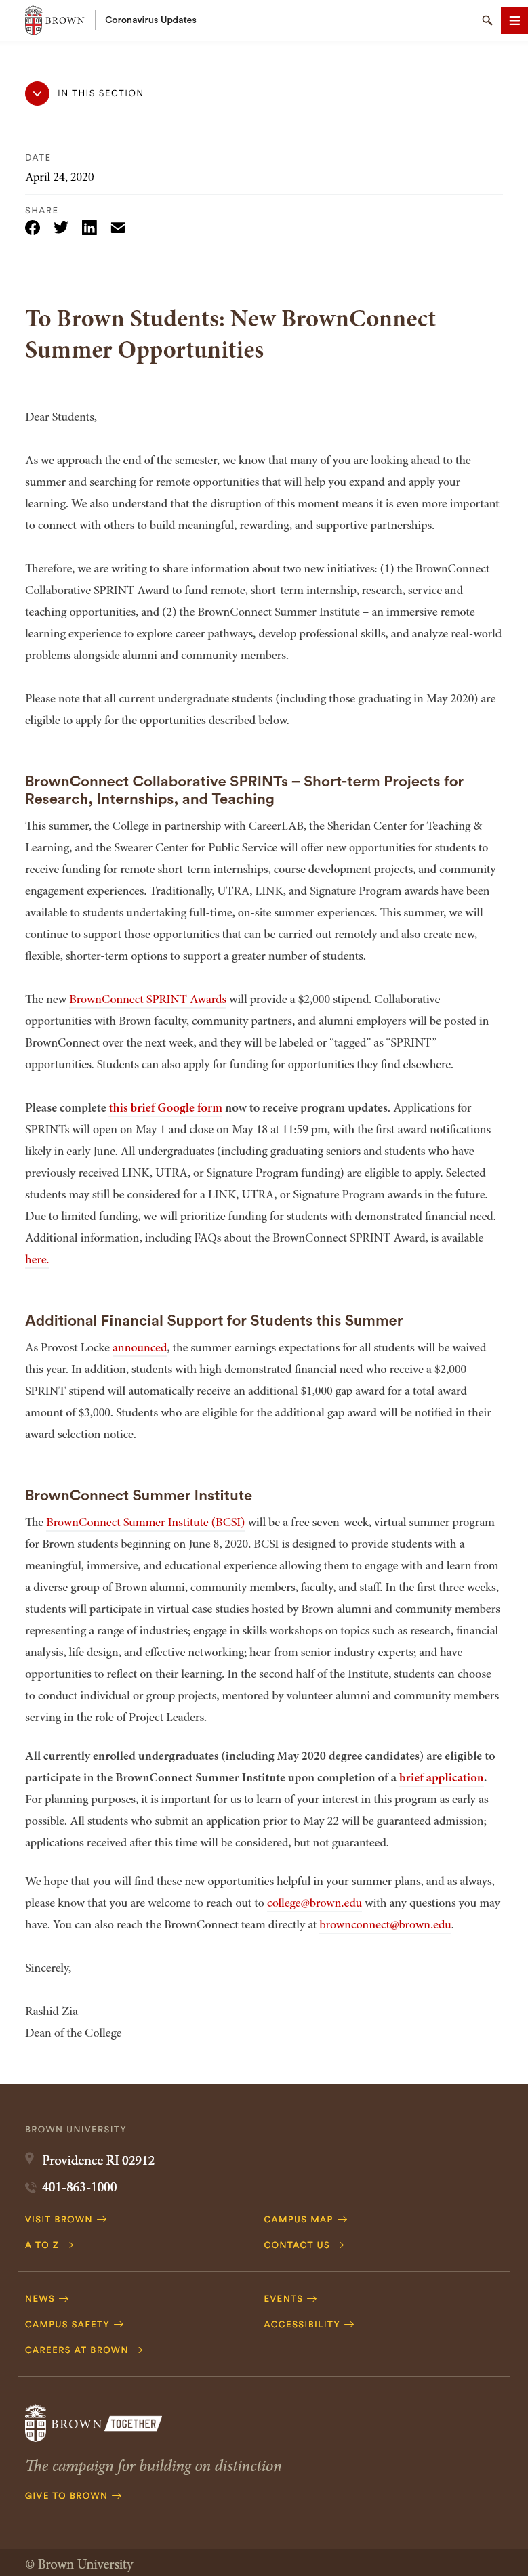 BROWN
Coronavirus Updates
IN THIS SECTION
DATE
April 24, 2020
SHARE
To Brown Students: New BrownConnect
Summer Opportunities
Dear Students,
As we approach the end of the semester, we know that many of you are looking ahead to the
summer and searching for remote opportunities that will help you expand and apply your
learning. We also understand that the disruption of this moment means it is even more important
to connect with others to build meaningful, rewarding, and supportive partnerships.
Therefore, we are writing to share information about two new initiatives: (1) the BrownConnect
Collaborative SPRINT Award to fund remote, short-term internship, research, service and
teaching opportunities, and (2) the BrownConnect Summer Institute – an immersive remote
learning experience to explore career pathways, develop professional skills, and analyze real-world
problems alongside alumni and community members.
Please note that all current undergraduate students (including those graduating in May 2020) are
eligible to apply for the opportunities described below.
BrownConnect Collaborative SPRINTs – Short-term Projects for
Research, Internships, and Teaching
This summer, the College in partnership with CareerLAB, the Sheridan Center for Teaching &
Learning, and the Swearer Center for Public Service will offer new opportunities for students to
receive funding for remote short-term internships, course development projects, and community
engagement experiences. Traditionally, UTRA, LINK, and Signature Program awards have been
available to students undertaking full-time, on-site summer experiences. This summer, we will
continue to support those opportunities that can be carried out remotely and also create new,
flexible, shorter-term options to support a greater number of students.
The new BrownConnect SPRINT Awards will provide a $2,000 stipend. Collaborative
opportunities with Brown faculty, community partners, and alumni employers will be posted in
BrownConnect over the next week, and they will be labeled or “tagged” as “SPRINT”
opportunities. Students can also apply for funding for opportunities they find elsewhere.
Please complete this brief Google form now to receive program updates. Applications for
SPRINTs will open on May 1 and close on May 18 at 11:59 pm, with the first award notifications
likely in early June. All undergraduates (including graduating seniors and students who have
previously received LINK, UTRA, or Signature Program funding) are eligible to apply. Selected
students may still be considered for a LINK, UTRA, or Signature Program awards in the future.
Due to limited funding, we will prioritize funding for students with demonstrated financial need.
Additional information, including FAQs about the BrownConnect SPRINT Award, is available
here.
Additional Financial Support for Students this Summer
As Provost Locke announced, the summer earnings expectations for all students will be waived
this year. In addition, students with high demonstrated financial need who receive a $2,000
SPRINT stipend will automatically receive an additional $1,000 gap award for a total award
amount of $3,000. Students who are eligible for the additional gap award will be notified in their
award selection notice.
BrownConnect Summer Institute
The BrownConnect Summer Institute (BCSI) will be a free seven-week, virtual summer program
for Brown students beginning on June 8, 2020. BCSI is designed to provide students with a
meaningful, immersive, and educational experience allowing them to engage with and learn from
a diverse group of Brown alumni, community members, faculty, and staff. In the first three weeks,
students will participate in virtual case studies hosted by Brown alumni and community members
representing a range of industries; engage in skills workshops on topics such as research, financial
analysis, life design, and effective networking; hear from senior industry experts; and have
opportunities to reflect on their learning. In the second half of the Institute, students can choose
to conduct individual or group projects, mentored by volunteer alumni and community members
serving in the role of Project Leaders.
All currently enrolled undergraduates (including May 2020 degree candidates) are eligible to
participate in the BrownConnect Summer Institute upon completion of a brief application.
For planning purposes, it is important for us to learn of your interest in this program as early as
possible. All students who submit an application prior to May 22 will be guaranteed admission;
applications received after this time will be considered, but not guaranteed.
We hope that you will find these new opportunities helpful in your summer plans, and as always,
please know that you are welcome to reach out to college@brown.edu with any questions you may
have. You can also reach the BrownConnect team directly at brownconnect@brown.edu.
Sincerely,
Rashid Zia
Dean of the College
BROWN UNIVERSITY
Providence RI 02912
401-863-1000
VISIT BROWN
CAMPUS MAP
A TO Z
CONTACT US
NEWS
EVENTS
CAMPUS SAFETY
ACCESSIBILITY
CAREERS AT BROWN
BROWN TOGETHER
The campaign for building on distinction
GIVE TO BROWN
© Brown University